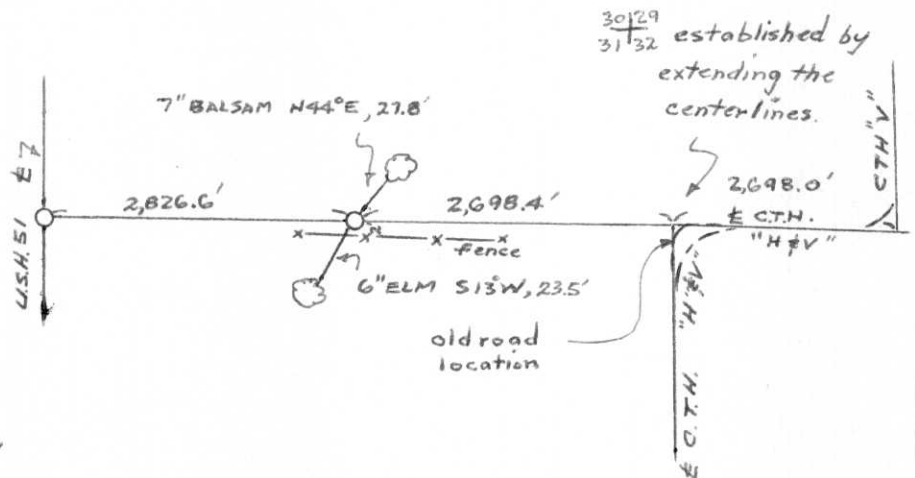 30|29
31|32 established by
extending the
centerlines.
7" BALSAM N44°E, 27.8'
C.T.H. "V"
U.S.H. 51 ℄
2,826.6'
2,698.4'
2,698.0'
℄ C.T.H.
"H & V"
x x x x
fence
6" ELM S13°W, 23.5'
old road
location
℄ C.T.H. "H & V"